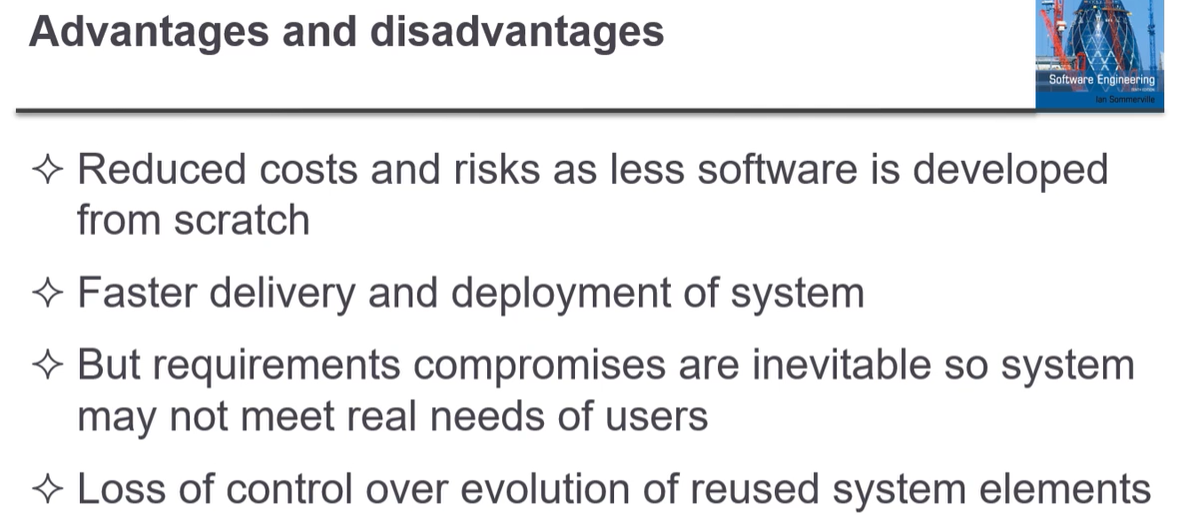 Advantages and disadvantages
Software Engineering
Ian Sommerville
Reduced costs and risks as less software is developed
from scratch
Faster delivery and deployment of system
But requirements compromises are inevitable so system
may not meet real needs of users
Loss of control over evolution of reused system elements